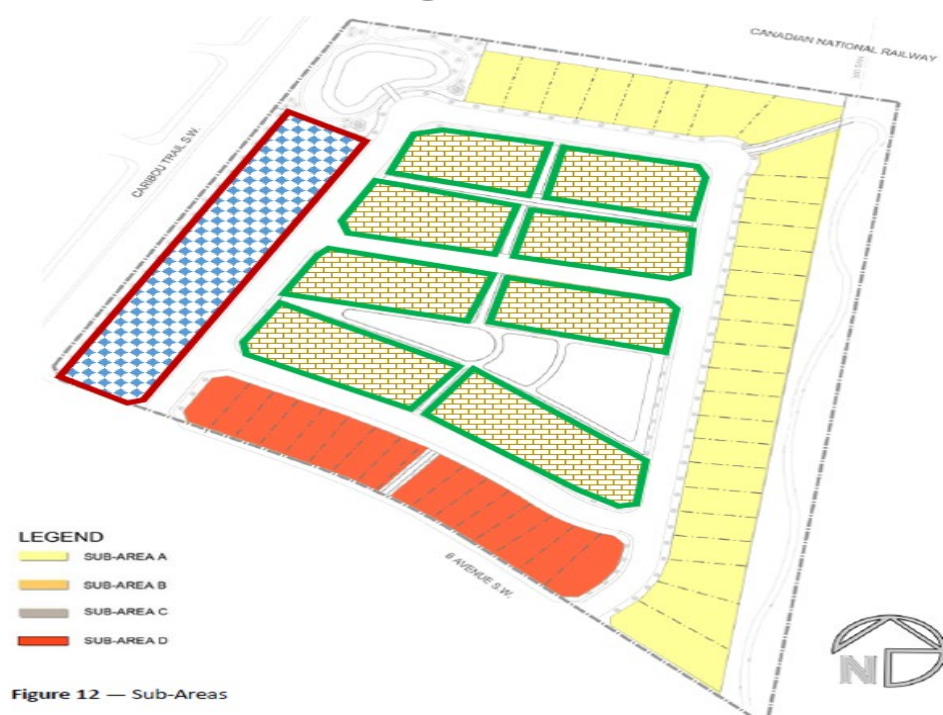 CANADIAN NATIONAL RAILWAY
CARIBOU TRAIL S.W.
LEGEND
SUB-AREA A
SUB-AREA B
SUB-AREA C
SUB-AREA D
6 AVENUE S.W.
ND
Figure 12 — Sub-Areas